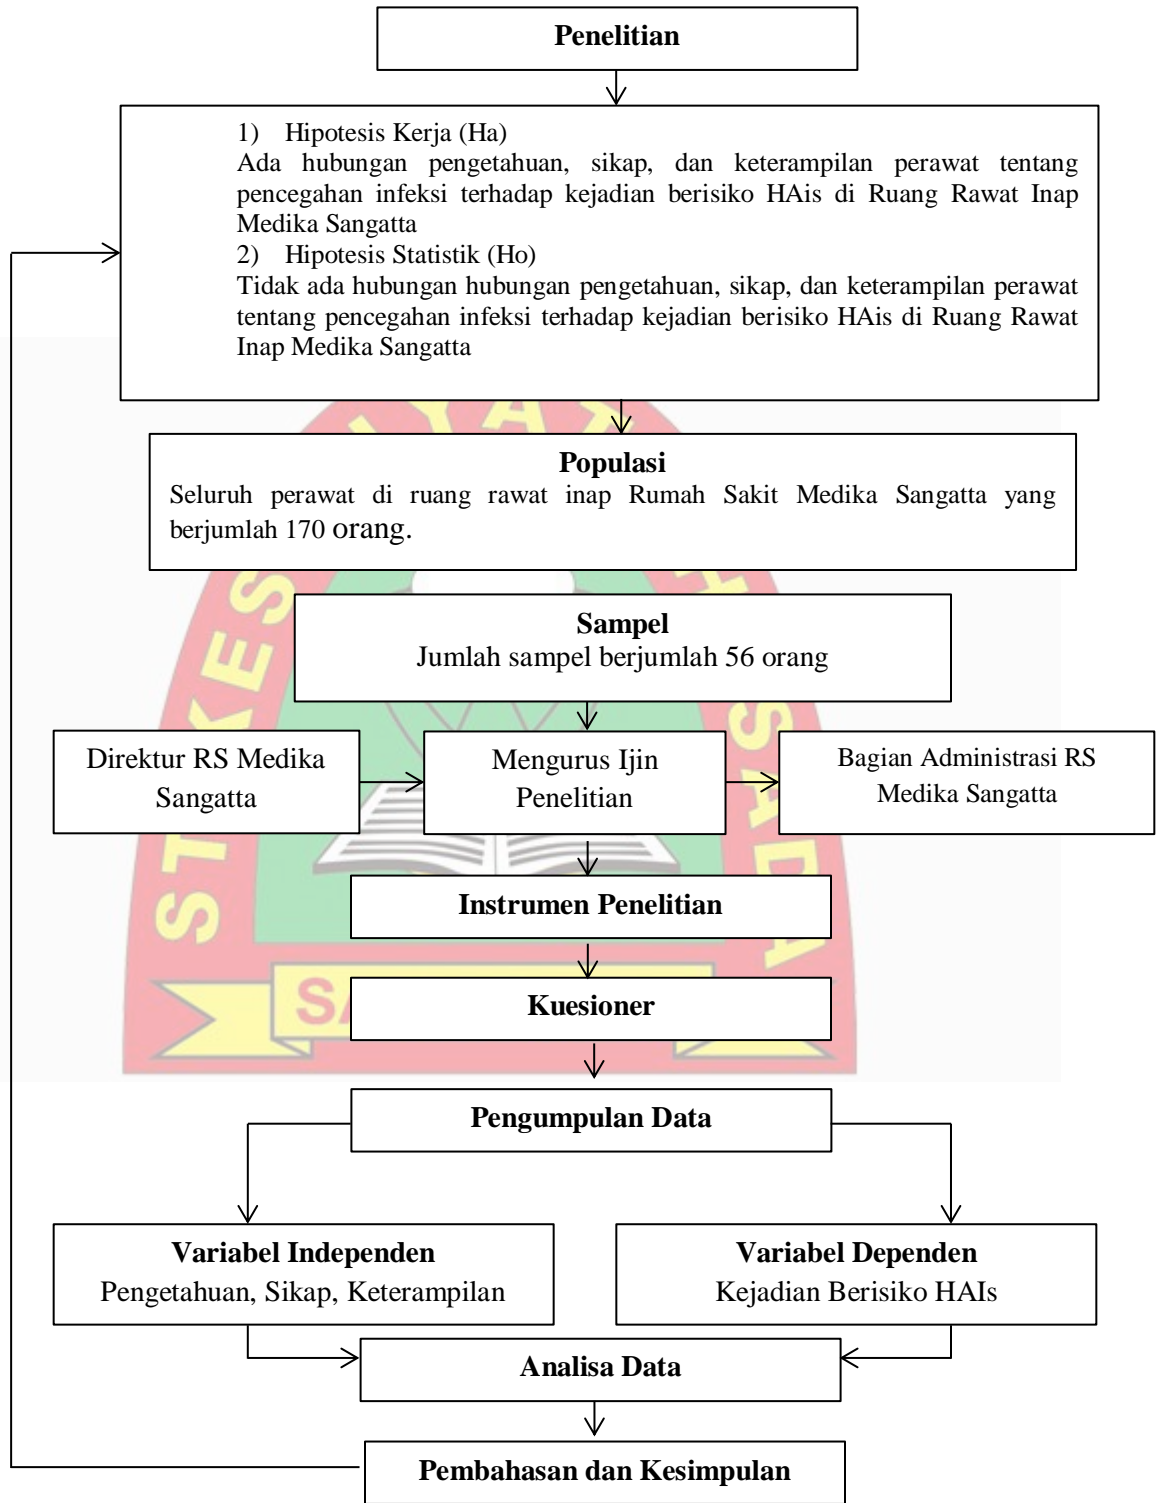 Penelitian
1) Hipotesis Kerja (Ha)
Ada hubungan pengetahuan, sikap, dan keterampilan perawat tentang
pencegahan infeksi terhadap kejadian berisiko HAis di Ruang Rawat Inap
Medika Sangatta
2) Hipotesis Statistik (Ho)
Tidak ada hubungan hubungan pengetahuan, sikap, dan keterampilan perawat
tentang pencegahan infeksi terhadap kejadian berisiko HAis di Ruang Rawat
Inap Medika Sangatta
Populasi
Seluruh perawat di ruang rawat inap Rumah Sakit Medika Sangatta yang
berjumlah 170 orang.
Sampel
Jumlah sampel berjumlah 56 orang
Direktur RS Medika
Sangatta
Mengurus Ijin
Penelitian
Bagian Administrasi RS
Medika Sangatta
Instrumen Penelitian
Kuesioner
Pengumpulan Data
Variabel Independen
Pengetahuan, Sikap, Keterampilan
Variabel Dependen
Kejadian Berisiko HAIs
Analisa Data
Pembahasan dan Kesimpulan